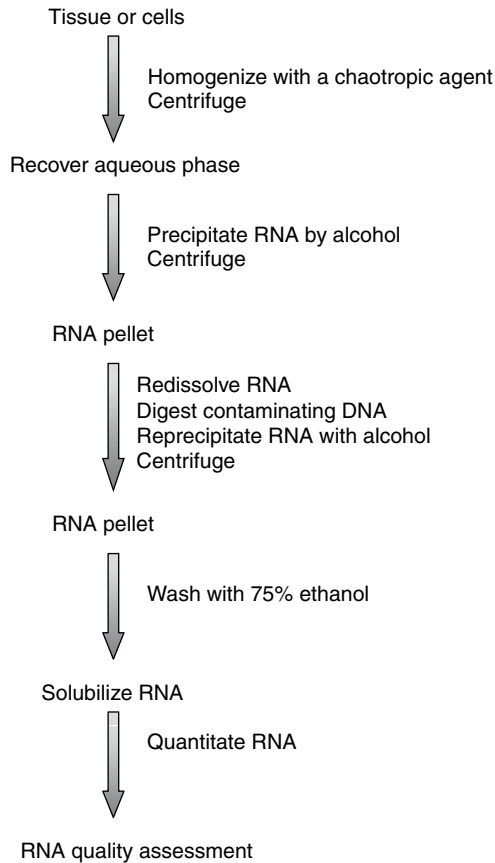 Tissue or cells
Homogenize with a chaotropic agent
Centrifuge
Recover aqueous phase
Precipitate RNA by alcohol
Centrifuge
RNA pellet
Redissolve RNA
Digest contaminating DNA
Reprecipitate RNA with alcohol
Centrifuge
RNA pellet
Wash with 75% ethanol
Solubilize RNA
Quantitate RNA
RNA quality assessment